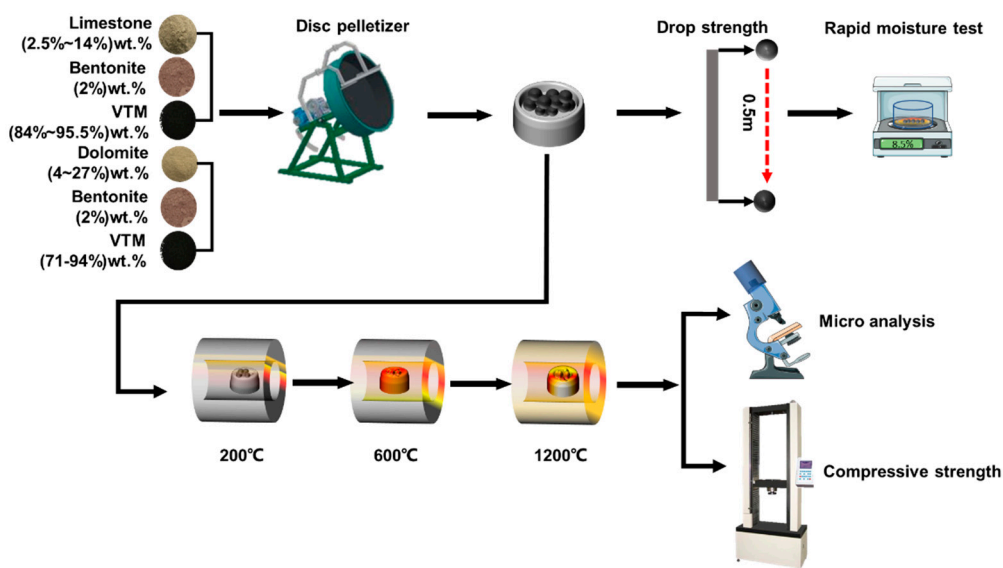 Limestone
(2.5%~14%)wt.%
Bentonite
(2%)wt.%
VTM
(84%~95.5%)wt.%
Dolomite
(4~27%)wt.%
Bentonite
(2%)wt.%
VTM
(71-94%)wt.%
Disc pelletizer
Drop strength
0.5m
Rapid moisture test
8.5%
200℃
600℃
1200℃
Micro analysis
Compressive strength